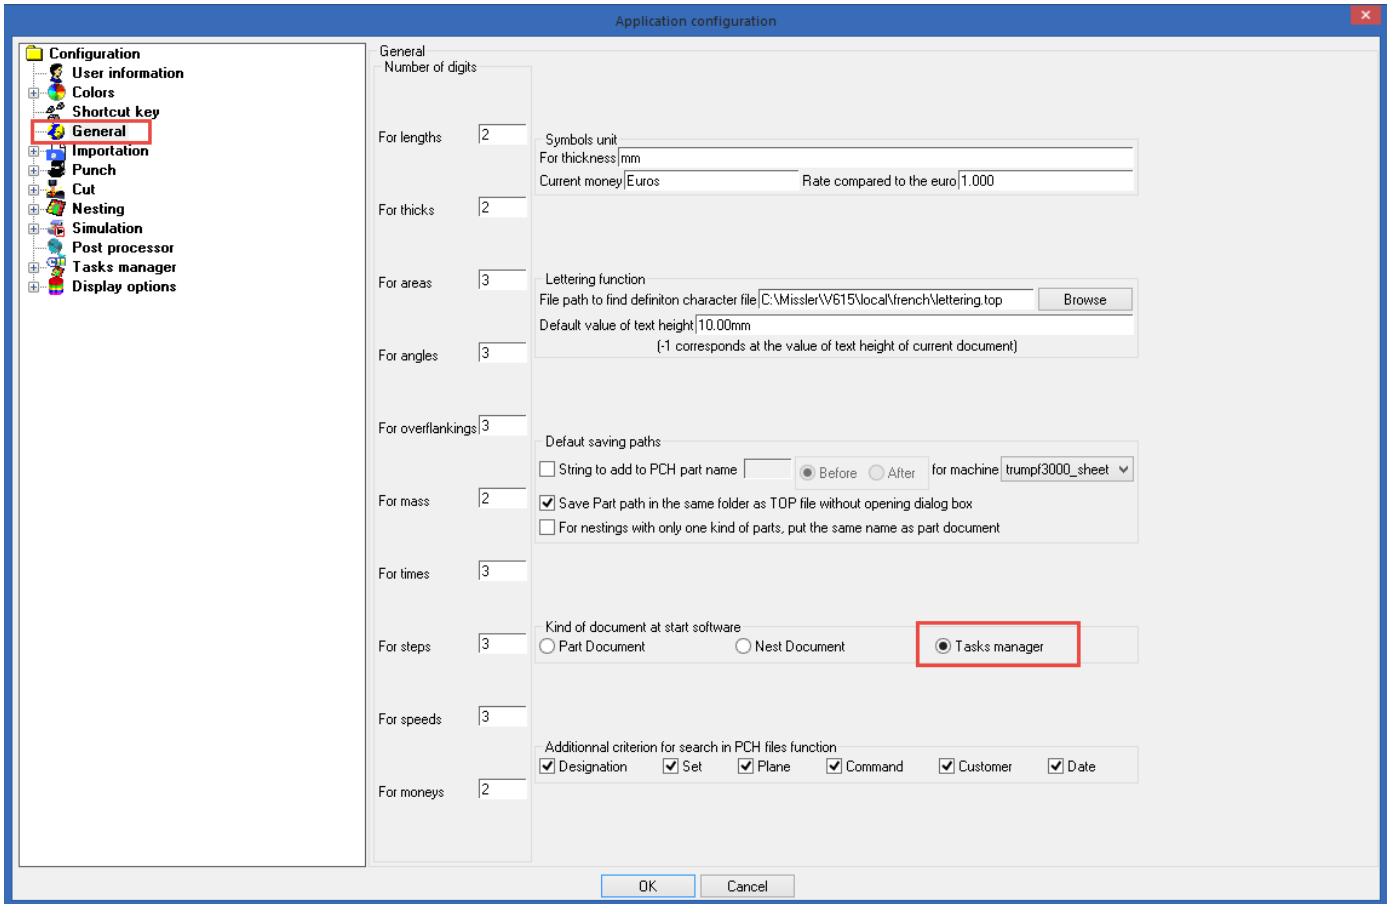 Application configuration
Configuration
User information
Colors
Shortcut key
General
Importation
Punch
Cut
Nesting
Simulation
Post processor
Tasks manager
Display options
General
Number of digits
For lengths 2
For thicks 2
For areas 3
For angles 3
For overflankings 3
For mass 2
For times 3
For steps 3
For speeds 3
For moneys 2
Symbols unit
For thickness mm
Current money Euros Rate compared to the euro 1.000
Lettering function
File path to find definiton character file C:\Missler\V615\local\french\lettering.top Browse
Default value of text height 10.00mm
(-1 corresponds at the value of text height of current document)
Defaut saving paths
String to add to PCH part name Before After for machine trumpf3000_sheet
Save Part path in the same folder as TOP file without opening dialog box
For nestings with only one kind of parts, put the same name as part document
Kind of document at start software
Part Document Nest Document Tasks manager
Additionnal criterion for search in PCH files function
Designation Set Plane Command Customer Date
OK Cancel